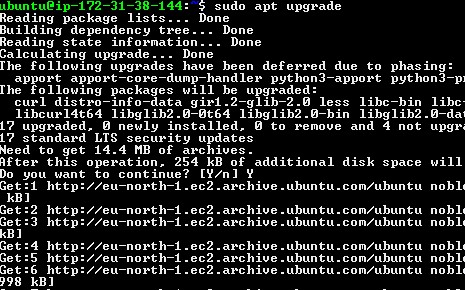 ubuntu@ip-172-31-38-144:~$ sudo apt upgrade
Reading package lists... Done
Building dependency tree... Done
Reading state information... Done
Calculating upgrade... Done
The following upgrades have been deferred due to phasing:
  apport apport-core-dump-handler python3-apport python3-pr
The following packages will be upgraded:
  curl distro-info-data gir1.2-glib-2.0 less libc-bin libc-
  libcurl4t64 libglib2.0-0t64 libglib2.0-bin libglib2.0-dat
17 upgraded, 0 newly installed, 0 to remove and 4 not upgra
17 standard LTS security updates
Need to get 14.4 MB of archives.
After this operation, 254 kB of additional disk space will
Do you want to continue? [Y/n] Y
Get:1 http://eu-north-1.ec2.archive.ubuntu.com/ubuntu noble
 kB]
Get:2 http://eu-north-1.ec2.archive.ubuntu.com/ubuntu noble
Get:3 http://eu-north-1.ec2.archive.ubuntu.com/ubuntu noble
kB]
Get:4 http://eu-north-1.ec2.archive.ubuntu.com/ubuntu noble
Get:5 http://eu-north-1.ec2.archive.ubuntu.com/ubuntu noble
Get:6 http://eu-north-1.ec2.archive.ubuntu.com/ubuntu noble
998 kB]